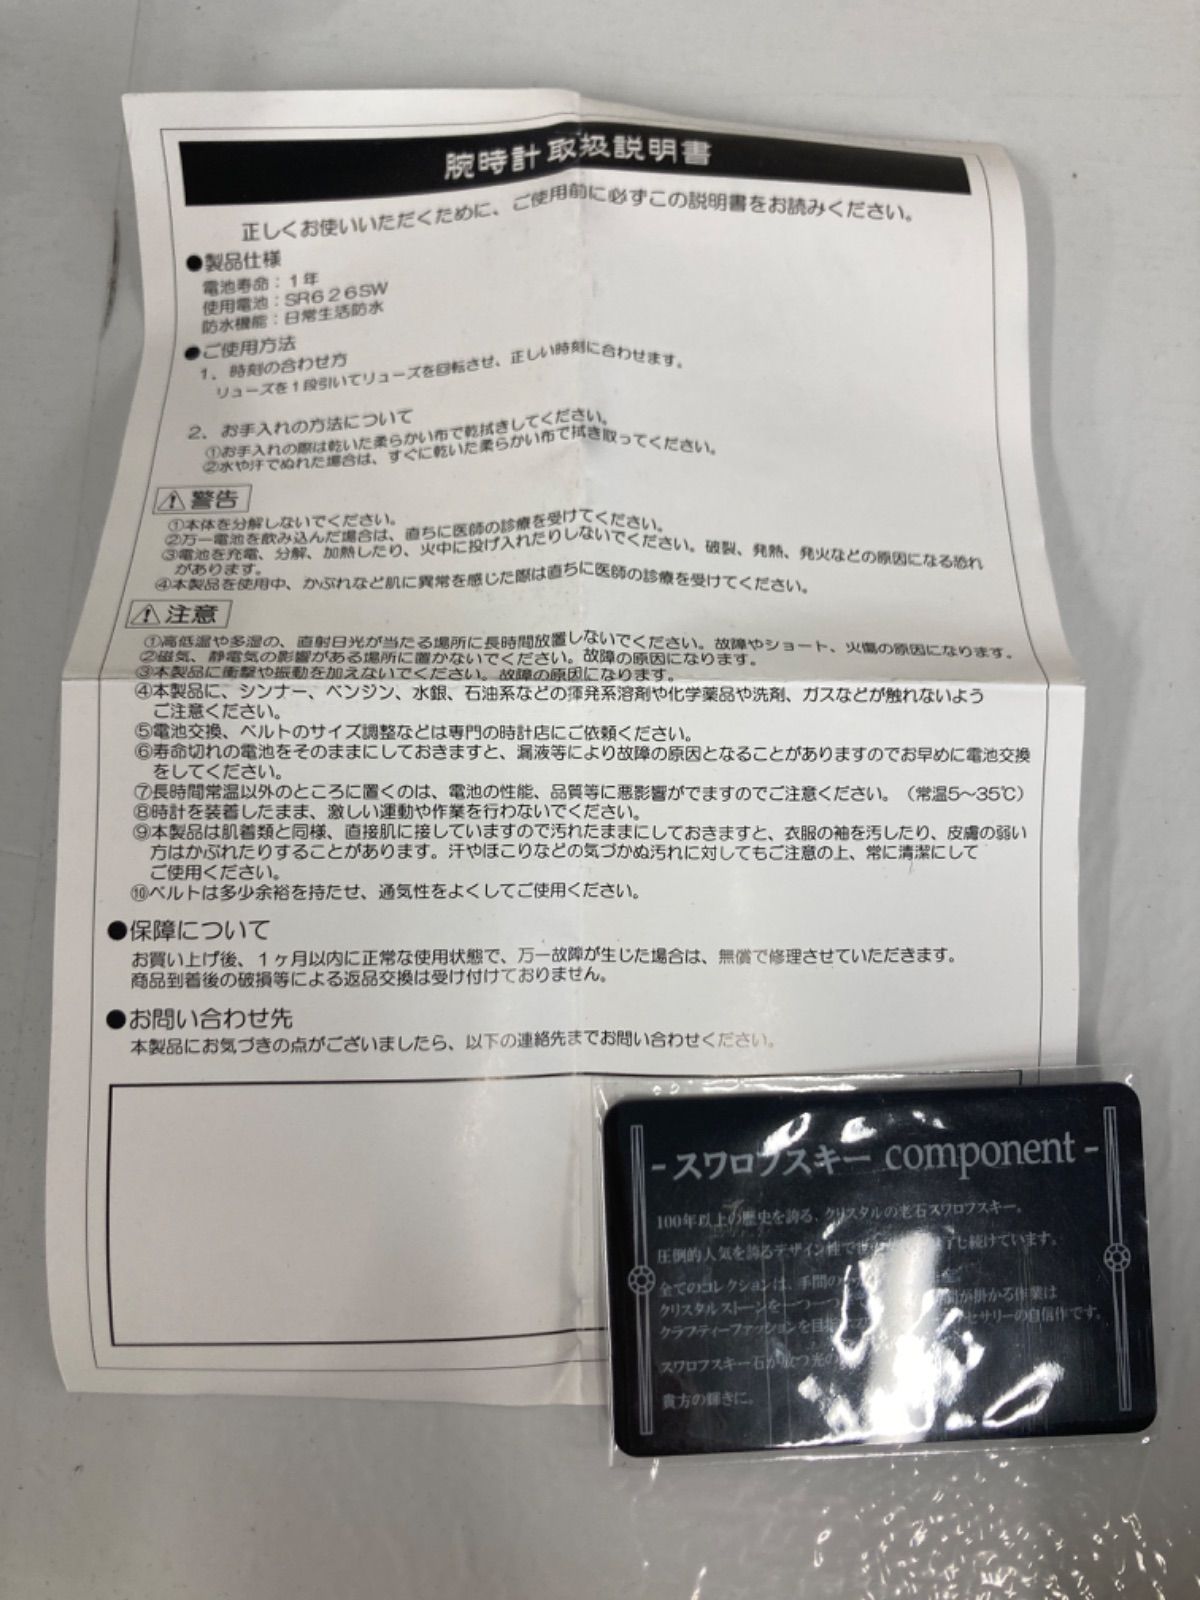 腕時計取扱説明書
正しくお使いいただくために、ご使用前に必ずこの説明書をお読みください。
●製品仕様
電池寿命：１年
使用電池：SR６２６SW
防水機能：日常生活防水
●ご使用方法
１．時刻の合わせ方
リューズを１段引いてリューズを回転させ、正しい時刻に合わせます。
２．お手入れの方法について
①お手入れの際は乾いた柔らかい布で乾拭きしてください。
②水や汗でぬれた場合は、すぐに乾いた柔らかい布で拭き取ってください。
⚠警告
①本体を分解しないでください。
②万一電池を飲み込んだ場合は、直ちに医師の診療を受けてください。
③電池を充電、分解、加熱したり、火中に投げ入れたりしないでください。破裂、発熱、発火などの原因になる恐れ
があります。
④本製品を使用中、かぶれなど肌に異常を感じた際は直ちに医師の診療を受けてください。
⚠注意
①高低温や多湿の、直射日光が当たる場所に長時間放置しないでください。故障やショート、火傷の原因になります。
②磁気、静電気の影響がある場所に置かないでください。故障の原因になります。
③本製品に衝撃や振動を加えないでください。故障の原因になります。
④本製品に、シンナー、ベンジン、水銀、石油系などの揮発系溶剤や化学薬品や洗剤、ガスなどが触れないよう
ご注意ください。
⑤電池交換、ベルトのサイズ調整などは専門の時計店にご依頼ください。
⑥寿命切れの電池をそのままにしておきますと、漏液等により故障の原因となることがありますのでお早めに電池交換
をしてください。
⑦長時間常温以外のところに置くのは、電池の性能、品質等に悪影響がでますのでご注意ください。（常温5～35℃）
⑧時計を装着したまま、激しい運動や作業を行わないでください。
⑨本製品は肌着類と同様、直接肌に接していますので汚れたままにしておきますと、衣服の袖を汚したり、皮膚の弱い
方はかぶれたりすることがあります。汗やほこりなどの気づかぬ汚れに対してもご注意の上、常に清潔にして
ご使用ください。
⑩ベルトは多少余裕を持たせ、通気性をよくしてご使用ください。
●保障について
お買い上げ後、１ヶ月以内に正常な使用状態で、万一故障が生じた場合は、無償で修理させていただきます。
商品到着後の破損等による返品交換は受け付けておりません。
●お問い合わせ先
本製品にお気づきの点がございましたら、以下の連絡先までお問い合わせください。
-スワロフスキー component-
100年以上の歴史を誇る、クリスタルの老石スワロフスキー。
圧倒的人気を誇るデザイン性で世 し続けています。
全てのコレクションは、手間の
クリスタルストーンを一つ一つ 間が掛かる作業は
クラフティーファッションを目指 セサリーの自信作です。
スワロフスキー石が放つ光の
貴方の輝きに。